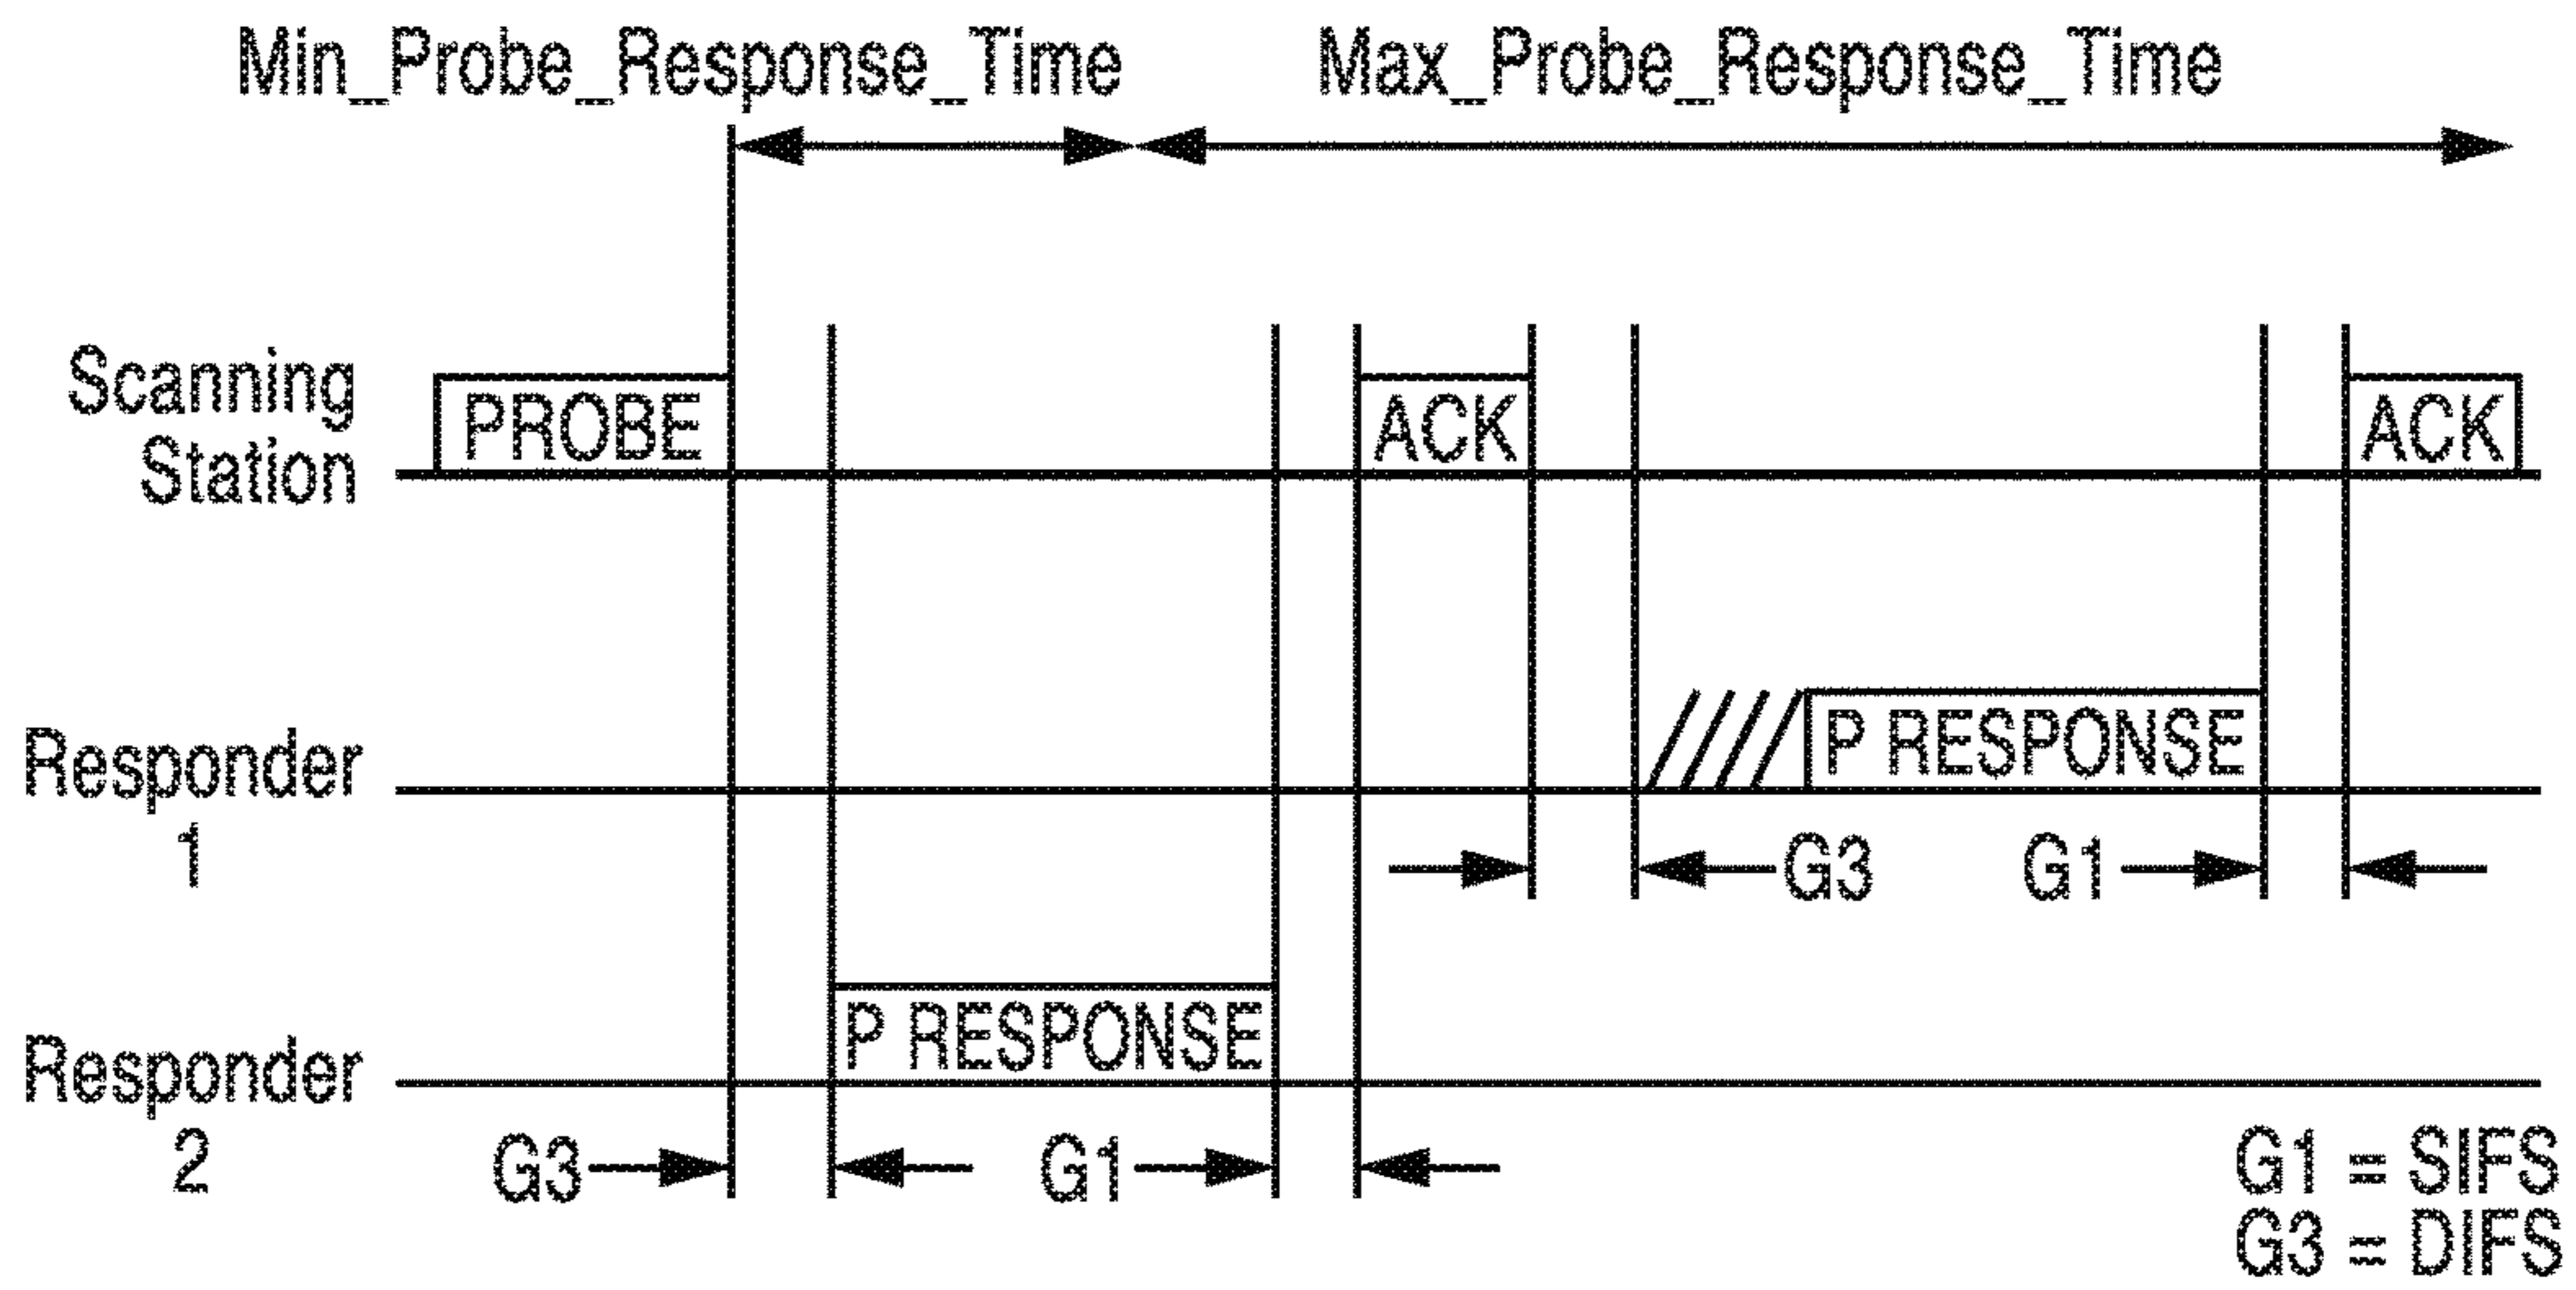 Min_Probe_Response_Time
Max_Probe_Response_Time
Scanning
Station
PROBE
ACK
ACK
Responder
1
P RESPONSE
G3
G1
Responder
2
P RESPONSE
G3
G1
G1 = SIFS
G3 = DIFS